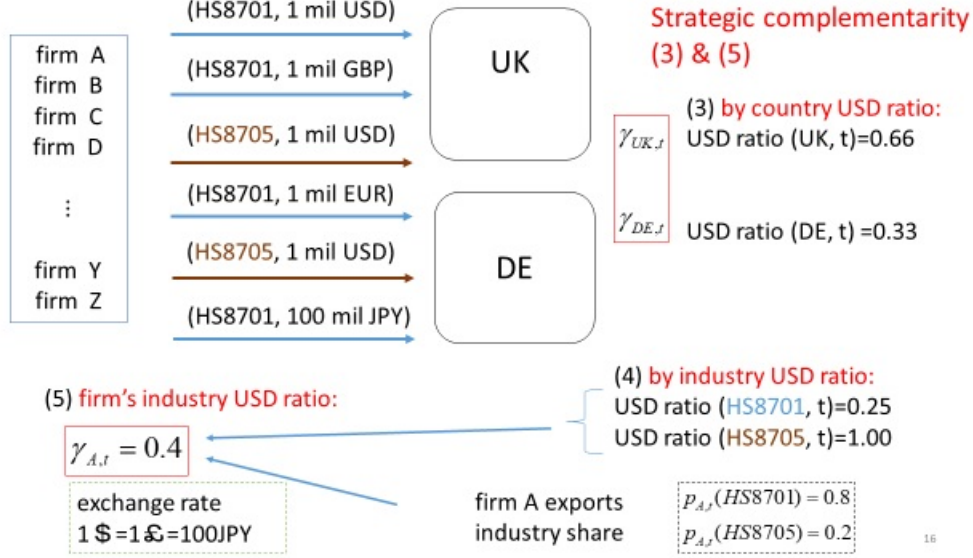 (HS8701, 1 mil USD)
Strategic complementarity
(3) & (5)
firm A
firm B
firm C
firm D
⋮
firm Y
firm Z
(HS8701, 1 mil GBP)
(HS8705, 1 mil USD)
(HS8701, 1 mil EUR)
(HS8705, 1 mil USD)
(HS8701, 100 mil JPY)
UK
DE
(3) by country USD ratio:
γUK,t USD ratio (UK, t)=0.66
γDE,t USD ratio (DE, t) =0.33
(4) by industry USD ratio:
USD ratio (HS8701, t)=0.25
USD ratio (HS8705, t)=1.00
(5) firm's industry USD ratio:
γA,t = 0.4
exchange rate
1 $=1£=100JPY
firm A exports
industry share
pA,t(HS8701) = 0.8
pA,t(HS8705) = 0.2
16